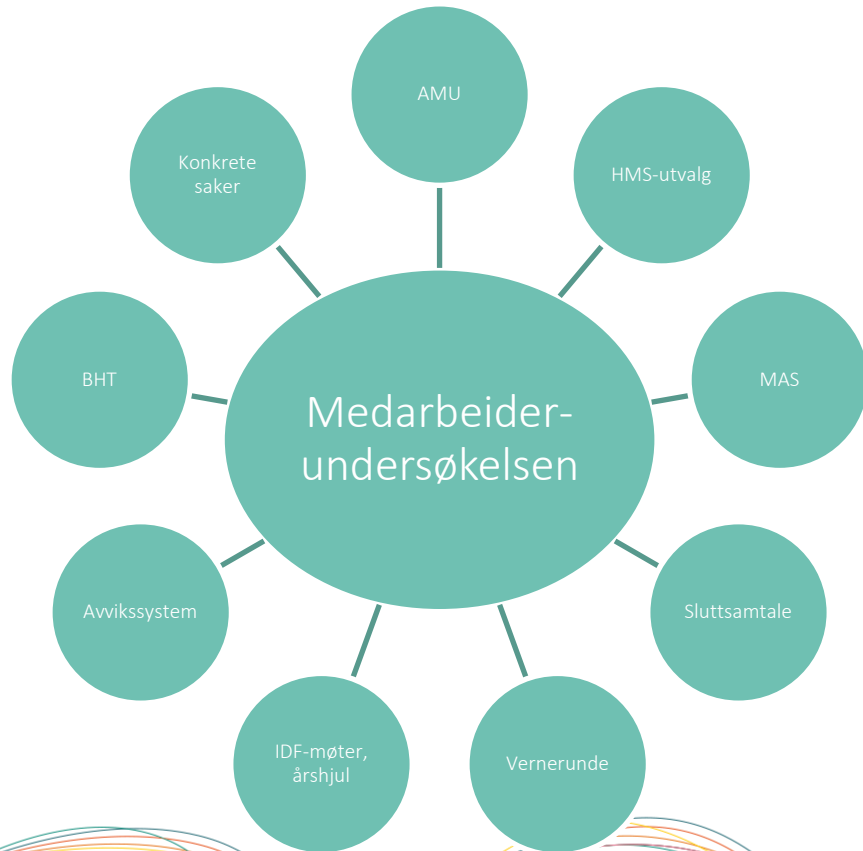 AMU
Konkrete
saker
HMS-utvalg
BHT
MAS
Medarbeider-
undersøkelsen
Avvikssystem
Sluttsamtale
IDF-møter,
årshjul
Vernerunde